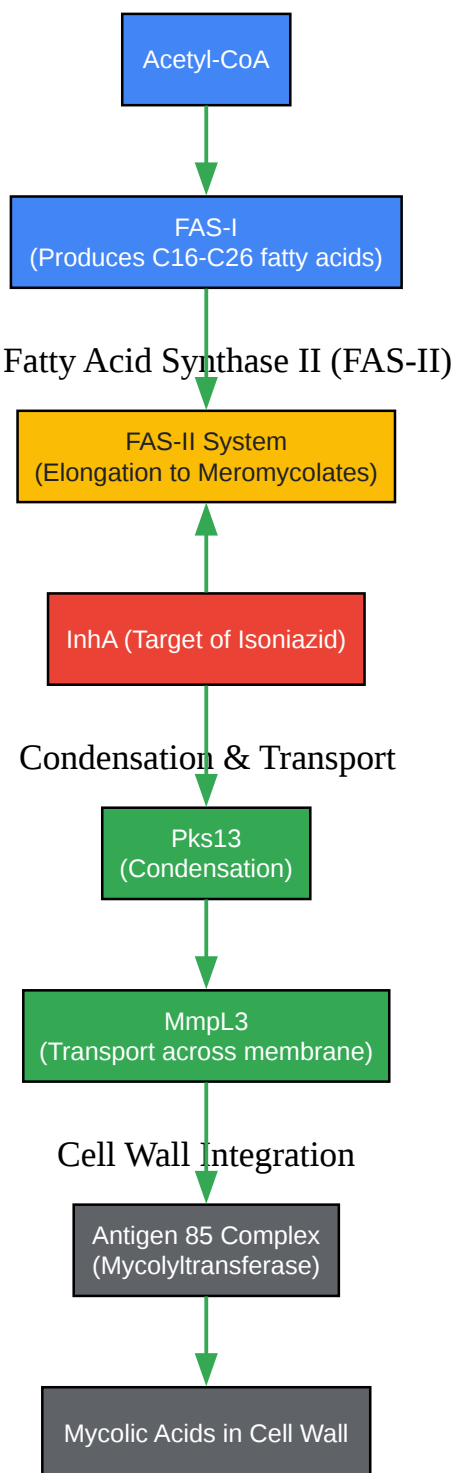 Acetyl-CoA
FAS-I
(Produces C16-C26 fatty acids)
Fatty Acid Synthase II (FAS-II)
FAS-II System
(Elongation to Meromycolates)
InhA (Target of Isoniazid)
Condensation & Transport
Pks13
(Condensation)
MmpL3
(Transport across membrane)
Cell Wall Integration
Antigen 85 Complex
(Mycolyltransferase)
Mycolic Acids in Cell Wall